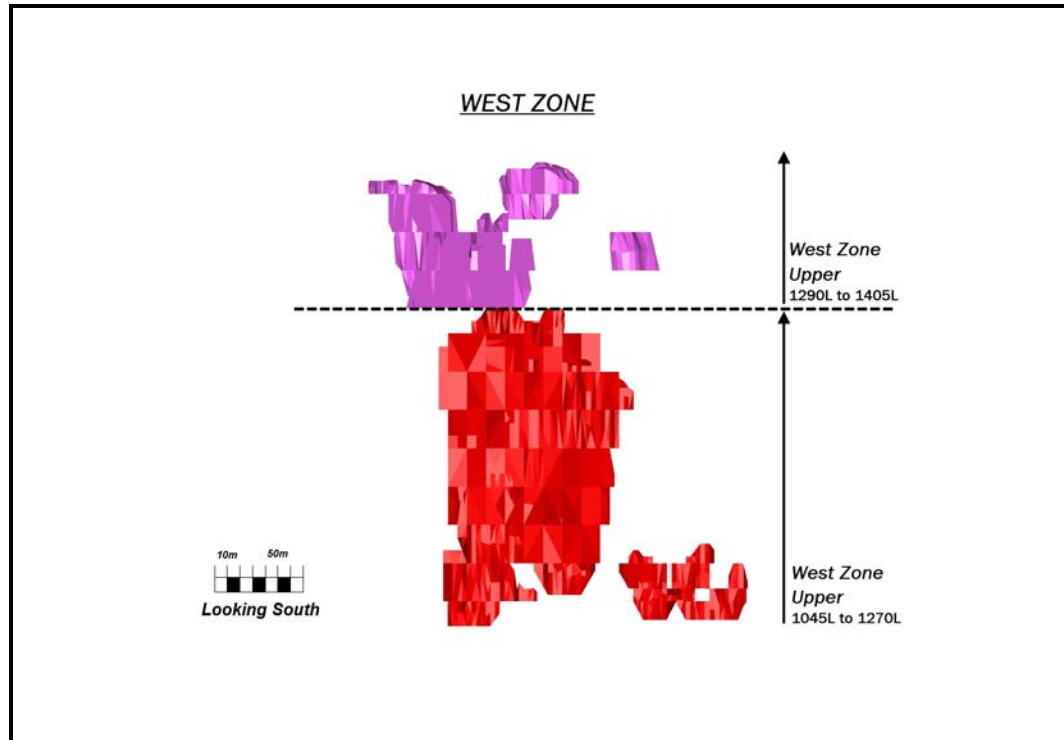 WEST ZONE
West Zone
Upper
1290L to 1405L
10m 50m
Looking South
West Zone
Upper
1045L to 1270L